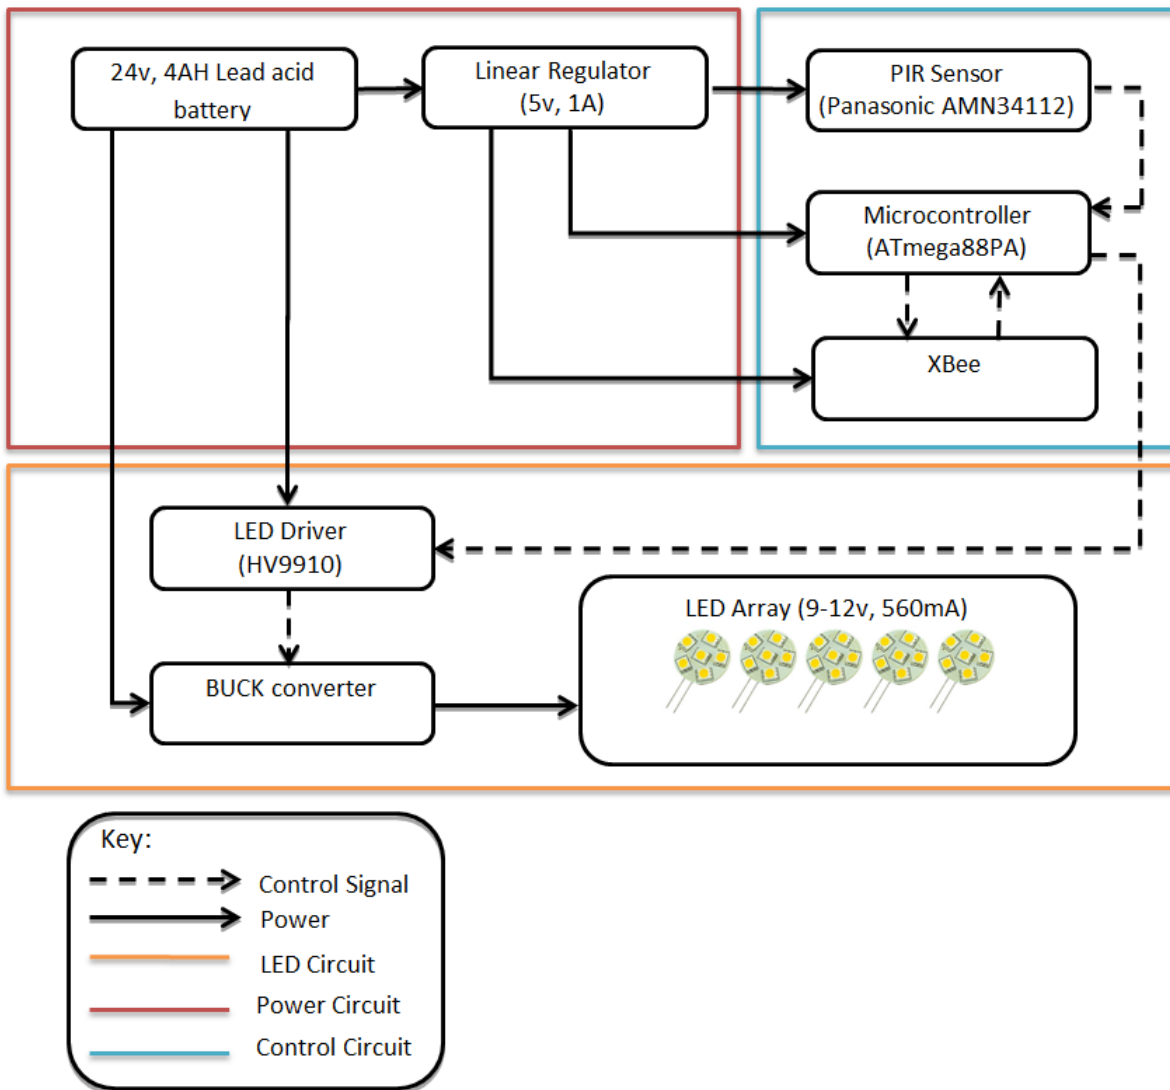 24v, 4AH Lead acid
battery
Linear Regulator
(5v, 1A)
PIR Sensor
(Panasonic AMN34112)
Microcontroller
(ATmega88PA)
XBee
LED Driver
(HV9910)
BUCK converter
LED Array (9-12v, 560mA)
Key:
Control Signal
Power
LED Circuit
Power Circuit
Control Circuit